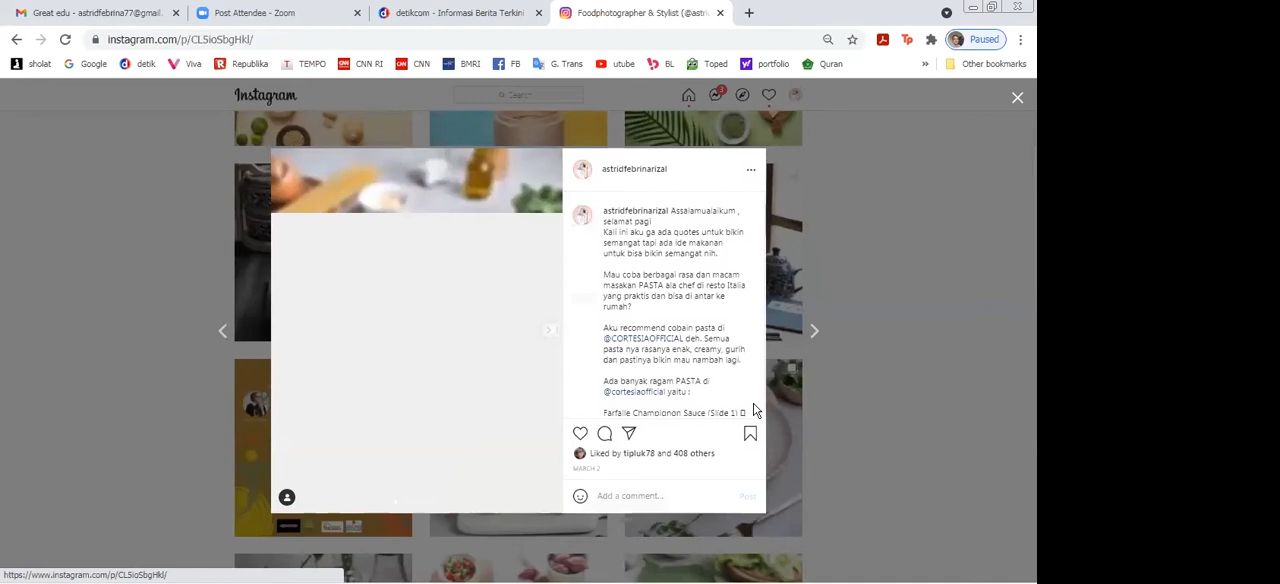 Great edu - astridfebrina77@gmail.
Post Attendee - Zoom
detikcom - Informasi Berita Terkini
Foodphotographer & Stylist (@astri
instagram.com/p/CL5ioSbgHkl/
Paused
sholat
Google
detik
Viva
Republika
TEMPO
CNN RI
CNN
BMRI
FB
G. Trans
utube
BL
Toped
portfolio
Quran
»
Other bookmarks
Instagram
Search
3
astridfebrinarizal
astridfebrinarizal Assalamualaikum ,
selamat pagi
Kali ini aku ga ada quotes untuk bikin
semangat tapi ada ide makanan
untuk bisa bikin semangat nih.
Mau coba berbagai rasa dan macam
masakan PASTA ala chef di resto Italia
yang praktis dan bisa di antar ke
rumah?
Aku recommend cobain pasta di
@CORTESIAOFFICIAL deh. Semua
pasta nya rasanya enak, creamy, gurih
dan pastinya bikin mau nambah lagi.
Ada banyak ragam PASTA di
@cortesiaofficial yaitu :
Farfalle Champignon Sauce (Slide 1)
Liked by tipluk78 and 408 others
MARCH 2
Add a comment...
Post
https://www.instagram.com/p/CL5ioSbgHkl/